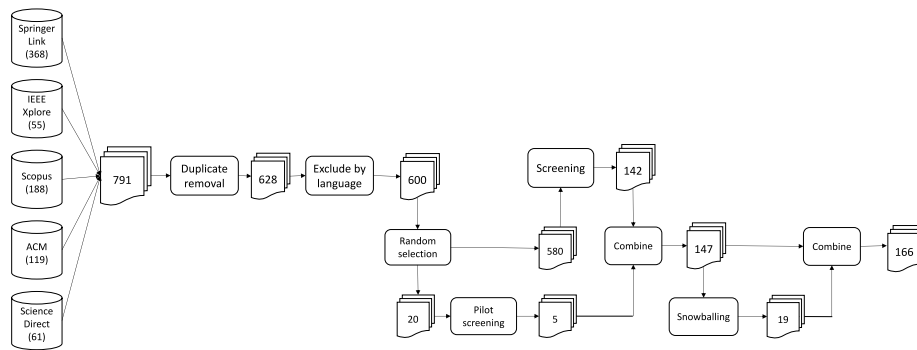 Springer
Link
(368)
IEEE
Xplore
(55)
Scopus
(188)
ACM
(119)
Science
Direct
(61)
791
Duplicate
removal
628
Exclude by
language
600
Random
selection
580
Screening
142
20
Pilot
screening
5
Combine
147
Snowballing
19
Combine
166